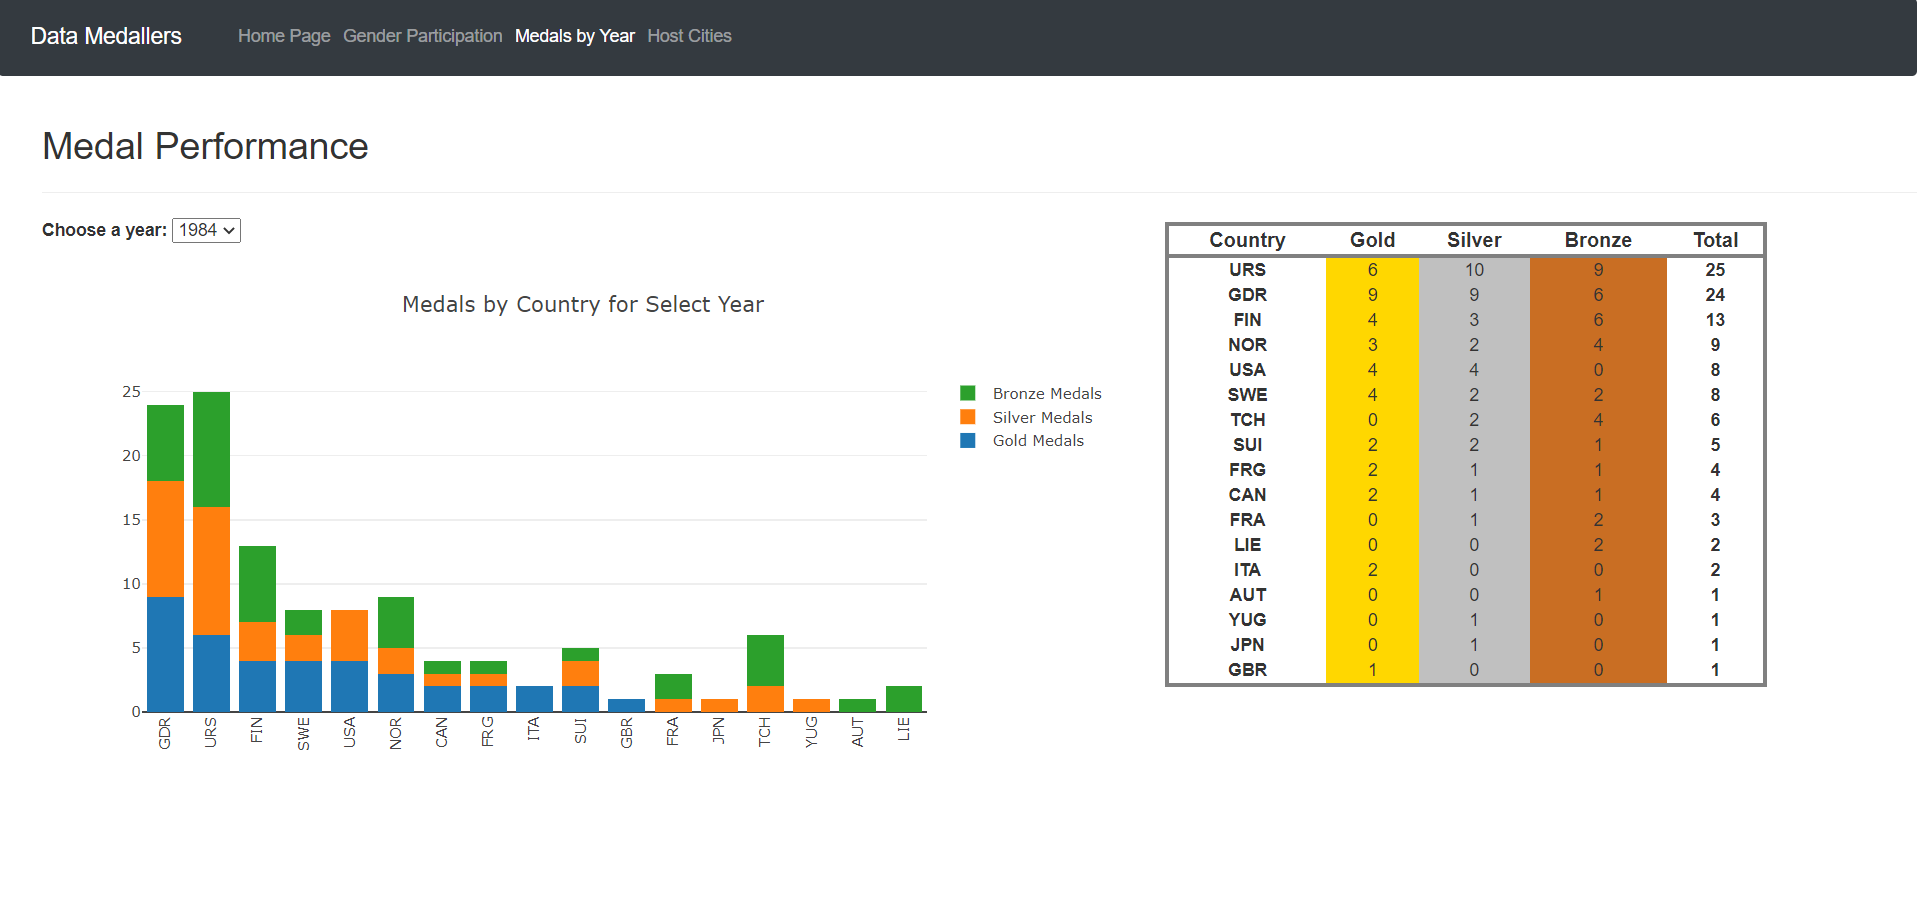 Data Medallers Home Page Gender Participation Medals by Year Host Cities
Medal Performance
Choose a year: 1984
Medals by Country for Select Year
25
20
15
10
5
0
GDR URS FIN SWE USA NOR CAN FRG ITA SUI GBR FRA JPN TCH YUG AUT LIE
Bronze Medals
Silver Medals
Gold Medals
Country Gold Silver Bronze Total
URS 6 10 9 25
GDR 9 9 6 24
FIN 4 3 6 13
NOR 3 2 4 9
USA 4 4 0 8
SWE 4 2 2 8
TCH 0 2 4 6
SUI 2 2 1 5
FRG 2 1 1 4
CAN 2 1 1 4
FRA 0 1 2 3
LIE 0 0 2 2
ITA 2 0 0 2
AUT 0 0 1 1
YUG 0 1 0 1
JPN 0 1 0 1
GBR 1 0 0 1